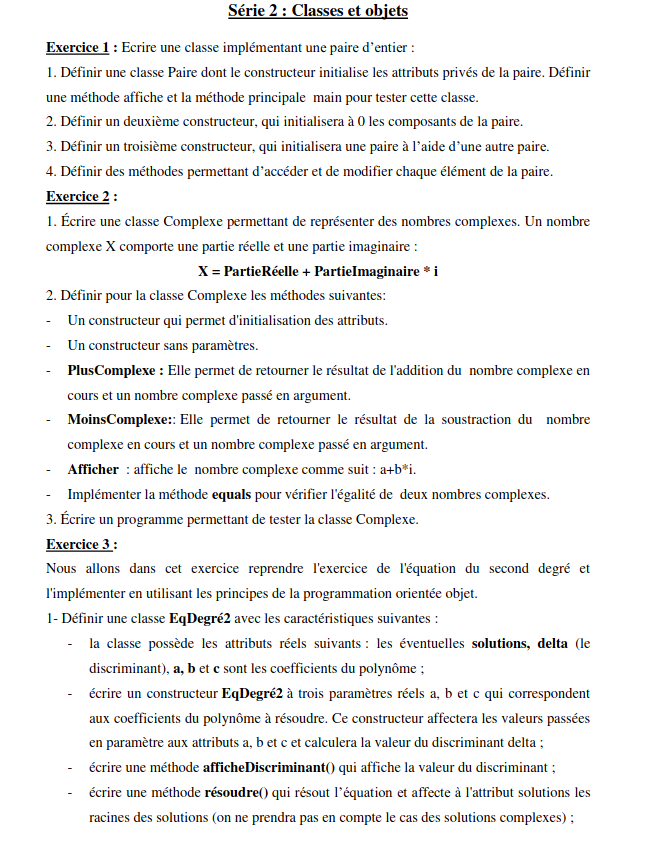 Série 2 : Classes et objets
Exercice 1 : Ecrire une classe implémentant une paire d'entier :
1. Définir une classe Paire dont le constructeur initialise les attributs privés de la paire. Définir
une méthode affiche et la méthode principale main pour tester cette classe.
2. Définir un deuxième constructeur, qui initialisera à 0 les composants de la paire.
3. Définir un troisième constructeur, qui initialisera une paire à l'aide d'une autre paire.
4. Définir des méthodes permettant d'accéder et de modifier chaque élément de la paire.
Exercice 2 :
1. Écrire une classe Complexe permettant de représenter des nombres complexes. Un nombre
complexe X comporte une partie réelle et une partie imaginaire :
X = PartieRéelle + PartieImaginaire * i
2. Définir pour la classe Complexe les méthodes suivantes:
- Un constructeur qui permet d'initialisation des attributs.
- Un constructeur sans paramètres.
- PlusComplexe : Elle permet de retourner le résultat de l'addition du nombre complexe en
cours et un nombre complexe passé en argument.
- MoinsComplexe:: Elle permet de retourner le résultat de la soustraction du nombre
complexe en cours et un nombre complexe passé en argument.
- Afficher : affiche le nombre complexe comme suit : a+b*i.
- Implémenter la méthode equals pour vérifier l'égalité de deux nombres complexes.
3. Écrire un programme permettant de tester la classe Complexe.
Exercice 3 :
Nous allons dans cet exercice reprendre l'exercice de l'équation du second degré et
l'implémenter en utilisant les principes de la programmation orientée objet.
1- Définir une classe EqDegré2 avec les caractéristiques suivantes :
- la classe possède les attributs réels suivants : les éventuelles solutions, delta (le
discriminant), a, b et c sont les coefficients du polynôme ;
- écrire un constructeur EqDegré2 à trois paramètres réels a, b et c qui correspondent
aux coefficients du polynôme à résoudre. Ce constructeur affectera les valeurs passées
en paramètre aux attributs a, b et c et calculera la valeur du discriminant delta ;
- écrire une méthode afficheDiscriminant() qui affiche la valeur du discriminant ;
- écrire une méthode résoudre() qui résout l'équation et affecte à l'attribut solutions les
racines des solutions (on ne prendra pas en compte le cas des solutions complexes) ;